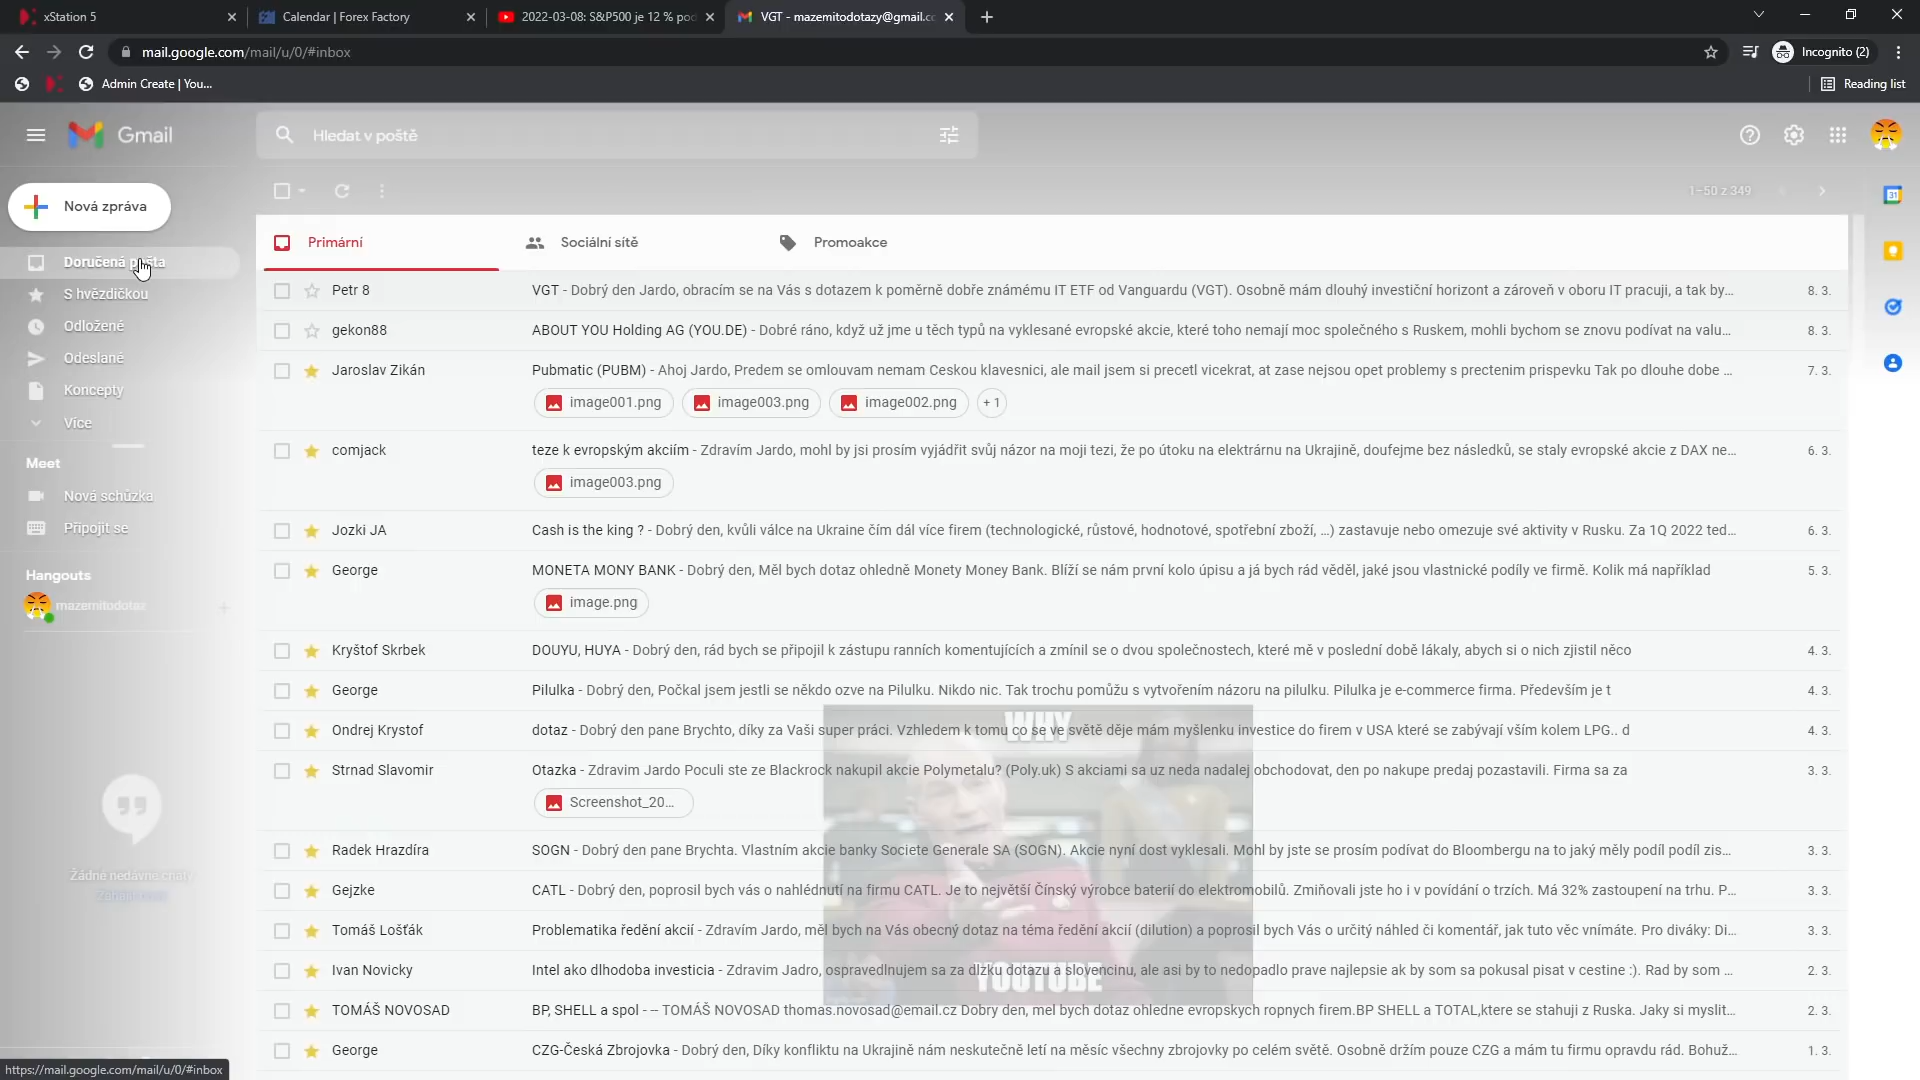 xStation 5
Calendar | Forex Factory
2022-03-08: S&P500 je 12 % pod
VGT - mazemitodotazy@gmail.c
mail.google.com/mail/u/0/#inbox
Incognito (2)
Admin Create | You...
Reading list
Gmail
Hledat v poště
Nová zpráva
1–50 z 349
Primární
Sociální sítě
Promoakce
Doručená pošta
S hvězdičkou
Odložené
Odeslané
Koncepty
Více
Meet
Nová schůzka
Připojit se
Hangouts
mazemitodotaz
Žádné nedávné chaty
Petr 8 VGT - Dobrý den Jardo, obracím se na Vás s dotazem k poměrně dobře známému IT ETF od Vanguardu (VGT). Osobně mám dlouhý investiční horizont a zároveň v oboru IT pracuji, a tak by... 8. 3.
gekon88 ABOUT YOU Holding AG (YOU.DE) - Dobré ráno, když už jme u těch typů na vyklesané evropské akcie, které toho nemají moc společného s Ruskem, mohli bychom se znovu podívat na valu... 8. 3.
Jaroslav Zikán Pubmatic (PUBM) - Ahoj Jardo, Predem se omlouvam nemam Ceskou klavesnici, ale mail jsem si precetl vicekrat, at zase nejsou opet problemy s prectenim prispevku Tak po dlouhe dobe ... 7. 3.
image001.png image003.png image002.png + 1
comjack teze k evropským akciím - Zdravím Jardo, mohl by jsi prosím vyjádřit svůj názor na moji tezi, že po útoku na elektrárnu na Ukrajině, doufejme bez následků, se staly evropské akcie z DAX ne... 6. 3.
image003.png
Jozki JA Cash is the king ? - Dobrý den, kvůli válce na Ukraine čím dál více firem (technologické, růstové, hodnotové, spotřební zboží, ...) zastavuje nebo omezuje své aktivity v Rusku. Za 1Q 2022 ted... 6. 3.
George MONETA MONY BANK - Dobrý den, Měl bych dotaz ohledně Monety Money Bank. Blíží se nám první kolo úpisu a já bych rád věděl, jaké jsou vlastnické podíly ve firmě. Kolik má například 5. 3.
image.png
Kryštof Skrbek DOUYU, HUYA - Dobrý den, rád bych se připojil k zástupu ranních komentujících a zmínil se o dvou společnostech, které mě v poslední době lákaly, abych si o nich zjistil něco 4. 3.
George Pilulka - Dobrý den, Počkal jsem jestli se někdo ozve na Pilulku. Nikdo nic. Tak trochu pomůžu s vytvořením názoru na pilulku. Pilulka je e-commerce firma. Především je t 4. 3.
WHY
Ondrej Krystof dotaz - Dobrý den pane Brychto, díky za Vaši super práci. Vzhledem k tomu co se ve světě děje mám myšlenku investice do firem v USA které se zabývají vším kolem LPG.. d 4. 3.
Strnad Slavomir Otazka - Zdravim Jardo Poculi ste ze Blackrock nakupil akcie Polymetalu? (Poly.uk) S akciami sa uz neda nadalej obchodovat, den po nakupe predaj pozastavili. Firma sa za 3. 3.
Screenshot_20...
Radek Hrazdíra SOGN - Dobrý den pane Brychta. Vlastním akcie banky Societe Generale SA (SOGN). Akcie nyní dost vyklesali. Mohl by jste se prosím podívat do Bloombergu na to jaký měly podíl podíl zis... 3. 3.
Gejzke CATL - Dobrý den, poprosil bych vás o nahlédnutí na firmu CATL. Je to největší Čínský výrobce baterií do elektromobilů. Zmiňovali jste ho i v povídání o trzích. Má 32% zastoupení na trhu. P... 3. 3.
Tomáš Lošťák Problematika ředění akcií - Zdravím Jardo, měl bych na Vás obecný dotaz na téma ředění akcií (dilution) a poprosil bych Vás o určitý náhled či komentář, jak tuto věc vnímáte. Pro diváky: Di... 3. 3.
Ivan Novicky Intel ako dlhodoba investicia - Zdravim Jadro, ospravedlnujem sa za dlzku dotazu a slovencinu, ale asi by to nedopadlo prave najlepsie ak by som sa pokusal pisat v cestine :). Rad by som ... 2. 3.
YOUTUBE
TOMÁŠ NOVOSAD BP, SHELL a spol - -- TOMÁŠ NOVOSAD thomas.novosad@email.cz Dobry den, mel bych dotaz ohledne evropskych ropnych firem.BP SHELL a TOTAL,ktere se stahuji z Ruska. Jaky si myslit... 2. 3.
George CZG-Česká Zbrojovka - Dobrý den, Díky konfliktu na Ukrajině nám neskutečně letí na měsíc všechny zbrojovky po celém světě. Osobně držím pouze CZG a mám tu firmu opravdu rád. Bohuž... 1. 3.
https://mail.google.com/mail/u/0/#inbox